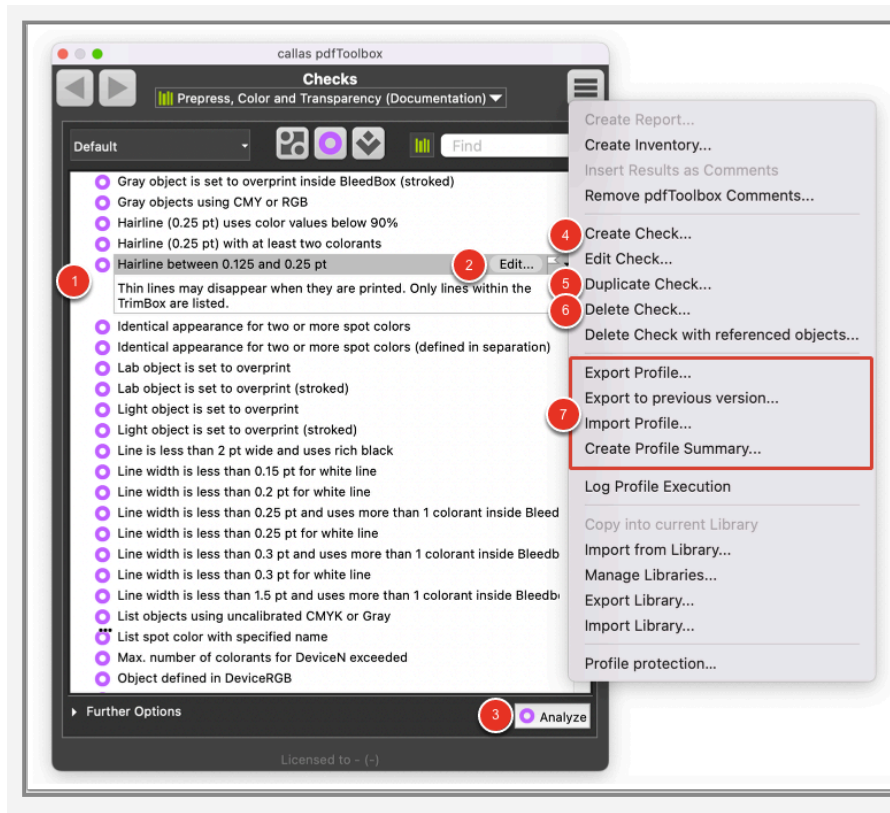 callas pdfToolbox
Checks
Prepress, Color and Transparency (Documentation)
Default
Find
Gray object is set to overprint inside BleedBox (stroked)
Gray objects using CMY or RGB
Hairline (0.25 pt) uses color values below 90%
Hairline (0.25 pt) with at least two colorants
1
Hairline between 0.125 and 0.25 pt
2
Edit...
Thin lines may disappear when they are printed. Only lines within the
TrimBox are listed.
Identical appearance for two or more spot colors
Identical appearance for two or more spot colors (defined in separation)
Lab object is set to overprint
Lab object is set to overprint (stroked)
Light object is set to overprint
Light object is set to overprint (stroked)
Line is less than 2 pt wide and uses rich black
Line width is less than 0.15 pt for white line
Line width is less than 0.2 pt for white line
Line width is less than 0.25 pt and uses more than 1 colorant inside Bleed
Line width is less than 0.25 pt for white line
Line width is less than 0.3 pt and uses more than 1 colorant inside Bleedb
Line width is less than 0.3 pt for white line
Line width is less than 1.5 pt and uses more than 1 colorant inside Bleedb
List objects using uncalibrated CMYK or Gray
List spot color with specified name
Max. number of colorants for DeviceN exceeded
Object defined in DeviceRGB
Further Options
3
Analyze
Licensed to - (-)
Create Report...
Create Inventory...
Insert Results as Comments
Remove pdfToolbox Comments...
4
Create Check...
Edit Check...
5
Duplicate Check...
6
Delete Check...
Delete Check with referenced objects...
Export Profile...
Export to previous version...
7
Import Profile...
Create Profile Summary...
Log Profile Execution
Copy into current Library
Import from Library...
Manage Libraries...
Export Library...
Import Library...
Profile protection...